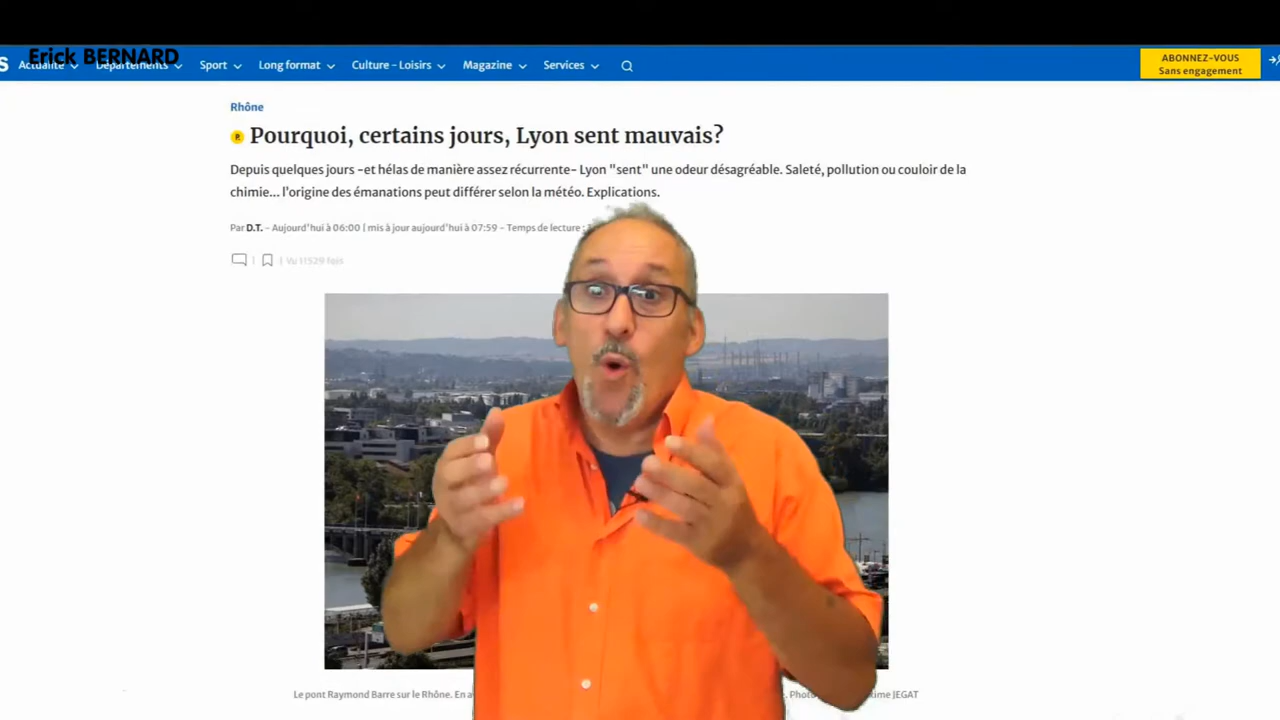 Erick BERNARD
S Actualité Départements Sport Long format Culture - Loisirs Magazine Services
ABONNEZ-VOUS
Sans engagement
Rhône
P. Pourquoi, certains jours, Lyon sent mauvais?
Depuis quelques jours -et hélas de manière assez récurrente- Lyon "sent" une odeur désagréable. Saleté, pollution ou couloir de la
chimie... l'origine des émanations peut différer selon la météo. Explications.
Par D.T. - Aujourd'hui à 06:00 | mis à jour aujourd'hui à 07:59 - Temps de lecture :
| | Vu 11529 fois
Le pont Raymond Barre sur le Rhône. En JEGAT